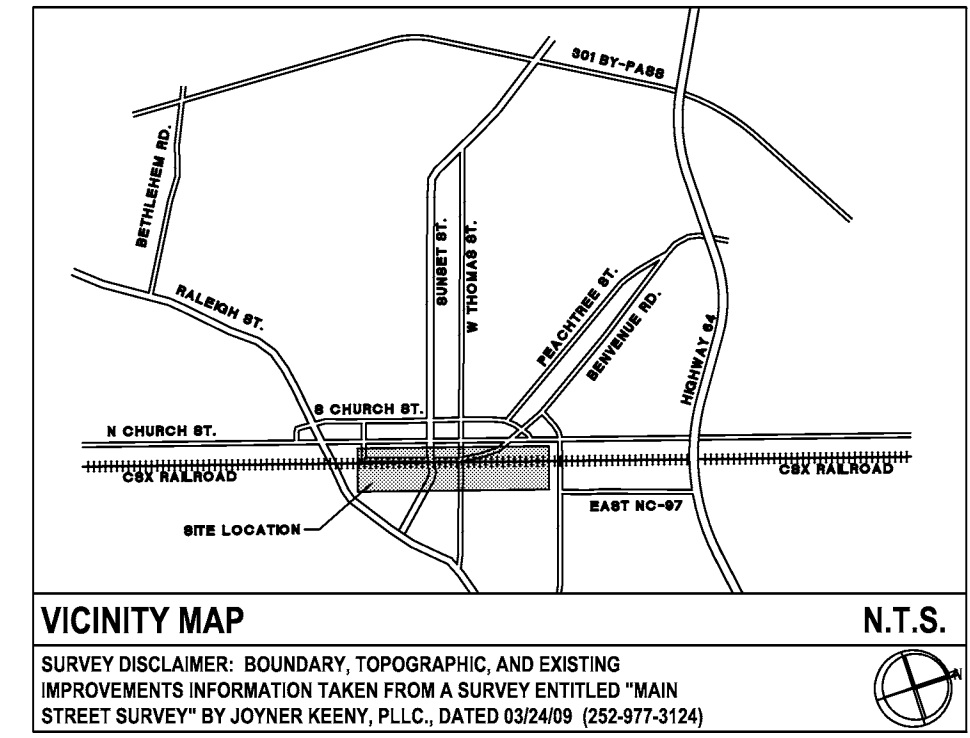 301 BY-PASS
BETHLEHEM RD.
SUNSET ST.
W THOMAS ST.
RALEIGH ST.
PEACHTREE ST.
BENVENUE RD.
HIGHWAY 64
S CHURCH ST.
N CHURCH ST.
CSX RAILROAD
CSX RAILROAD
EAST NC-97
SITE LOCATION
VICINITY MAP
N.T.S.
SURVEY DISCLAIMER: BOUNDARY, TOPOGRAPHIC, AND EXISTING
IMPROVEMENTS INFORMATION TAKEN FROM A SURVEY ENTITLED "MAIN
STREET SURVEY" BY JOYNER KEENY, PLLC., DATED 03/24/09 (252-977-3124)
N